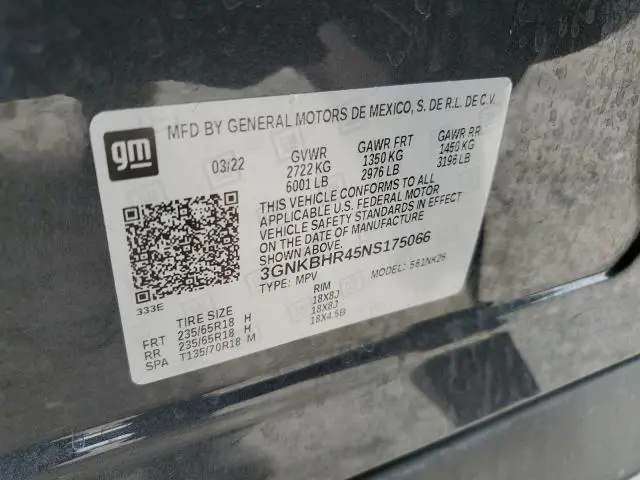 gm
MFD BY GENERAL MOTORS DE MEXICO, S. DE R.L. DE C.V.
03/22 GVWR GAWR FRT GAWR RR
2722 KG 1350 KG 1450 KG
6001 LB 2976 LB 3196 LB
THIS VEHICLE CONFORMS TO ALL
APPLICABLE U.S. FEDERAL MOTOR
VEHICLE SAFETY STANDARDS IN EFFECT
ON THE DATE OF MANUFACTURE
SHOWN ABOVE.
3GNKBHR45NS175066
TYPE: MPV MODEL: 561NK26
333E
TIRE SIZE RIM
FRT 235/65R18 H 18X8J
RR 235/65R18 H 18X8J
SPA T135/70R18 M 18X4.5B